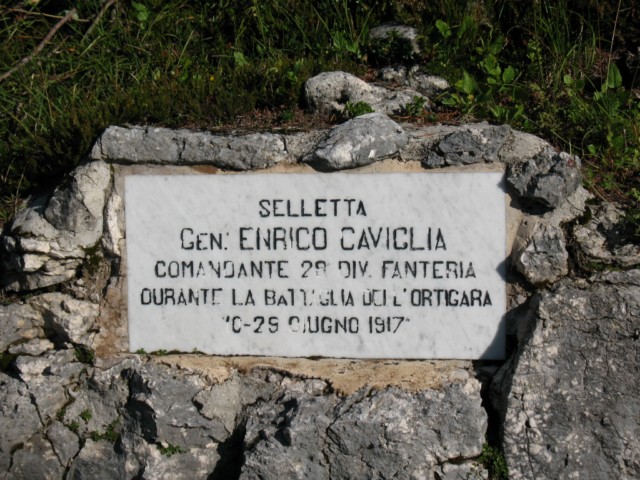 SELLETTA
GEN. ENRICO CAVIGLIA
COMANDANTE 29 DIV. FANTERIA
DURANTE LA BATTAGLIA DELL'ORTIGARA
10-29 GIUGNO 1917